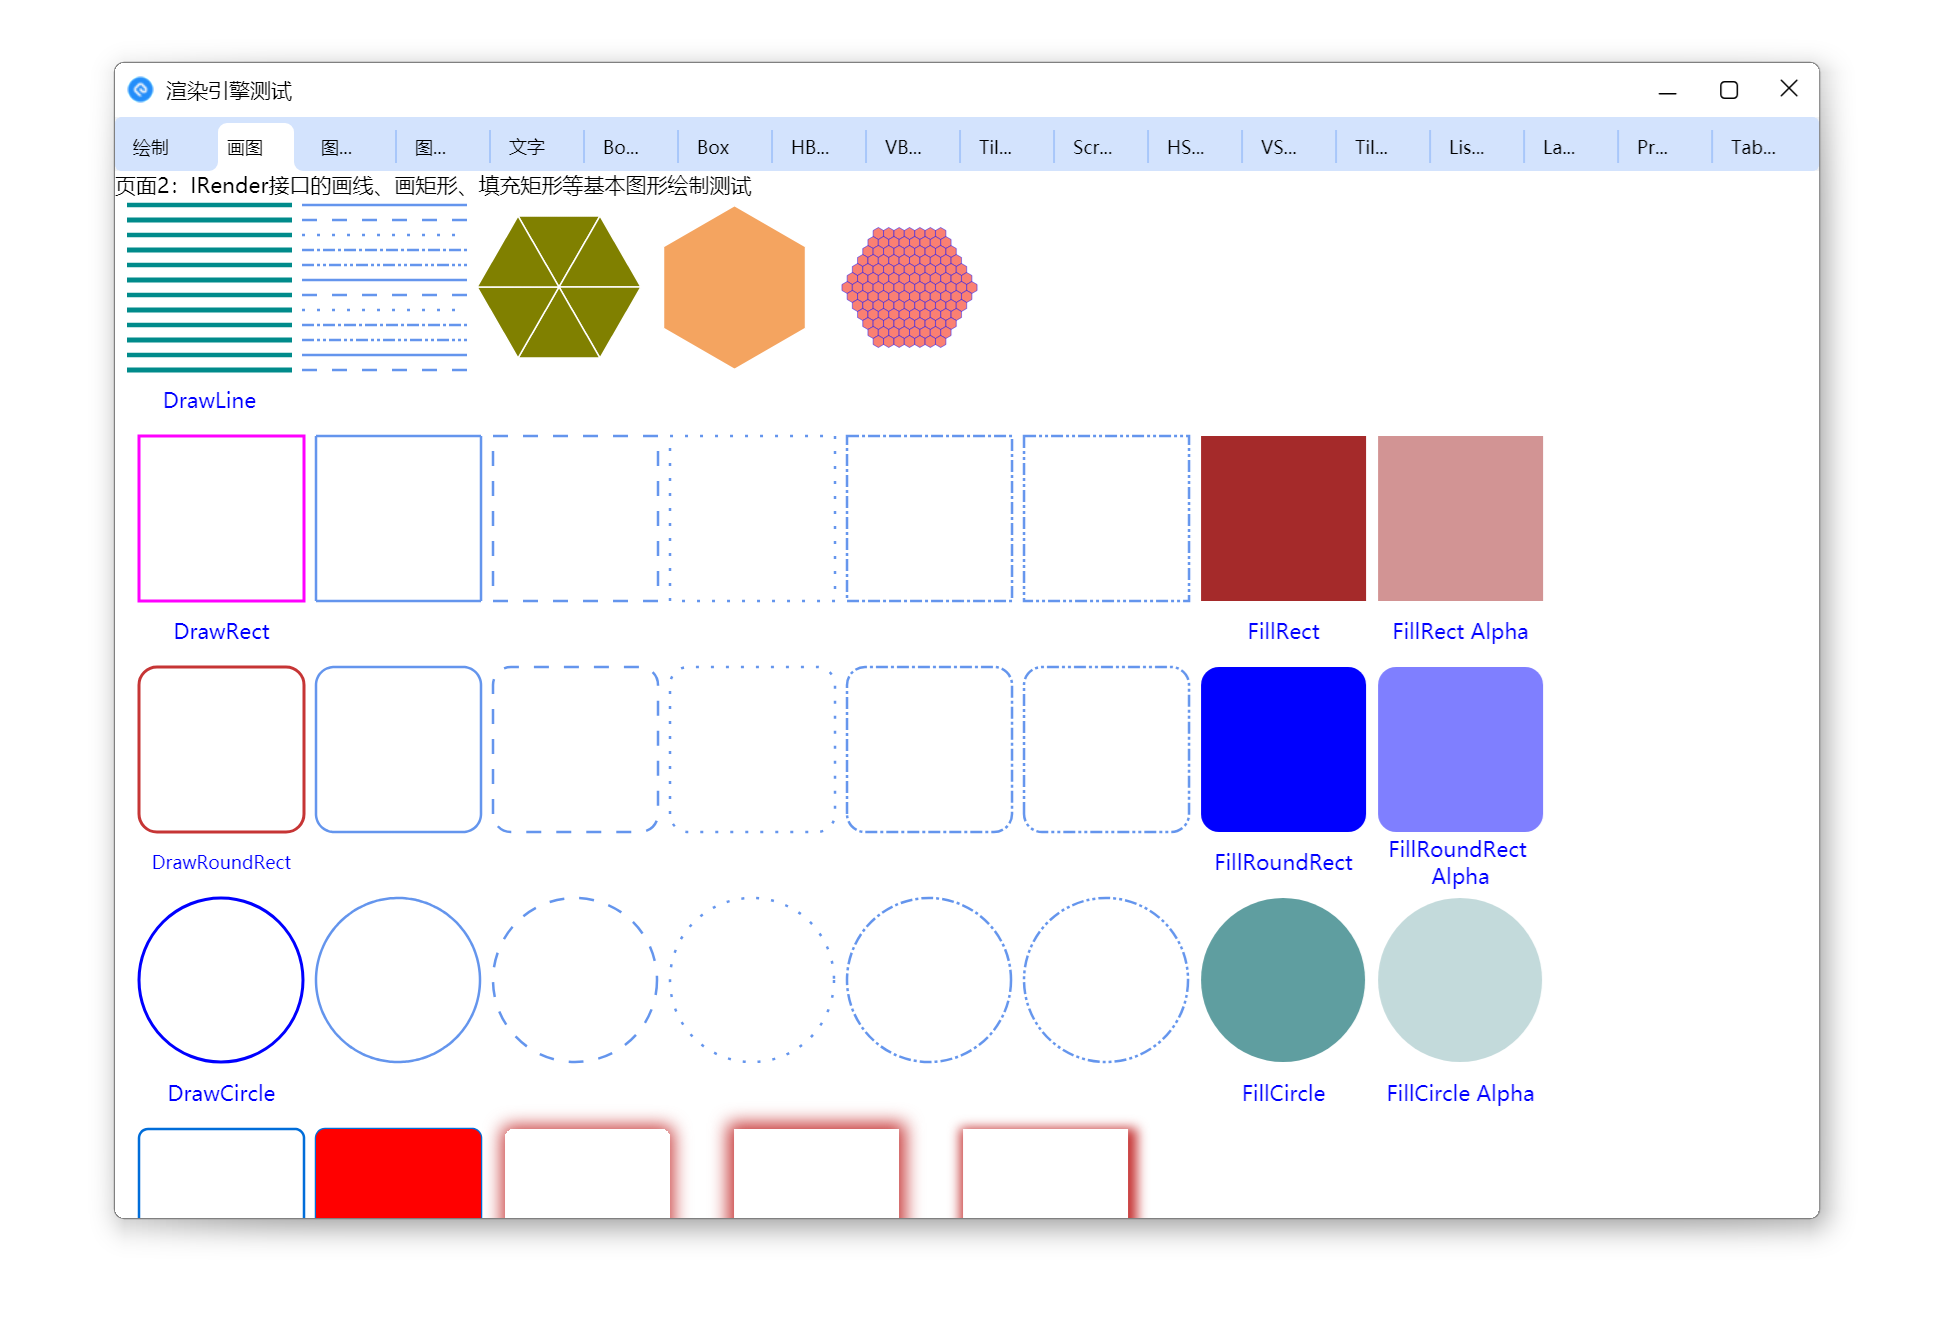 渲染引擎测试
绘制 画图 图... 图... 文字 Bo... Box HB... VB... Til... Scr... HS... VS... Til... Lis... La... Pr... Tab...
页面2：IRender接口的画线、画矩形、填充矩形等基本图形绘制测试
DrawLine
DrawRect FillRect FillRect Alpha
DrawRoundRect FillRoundRect FillRoundRect
Alpha
DrawCircle FillCircle FillCircle Alpha